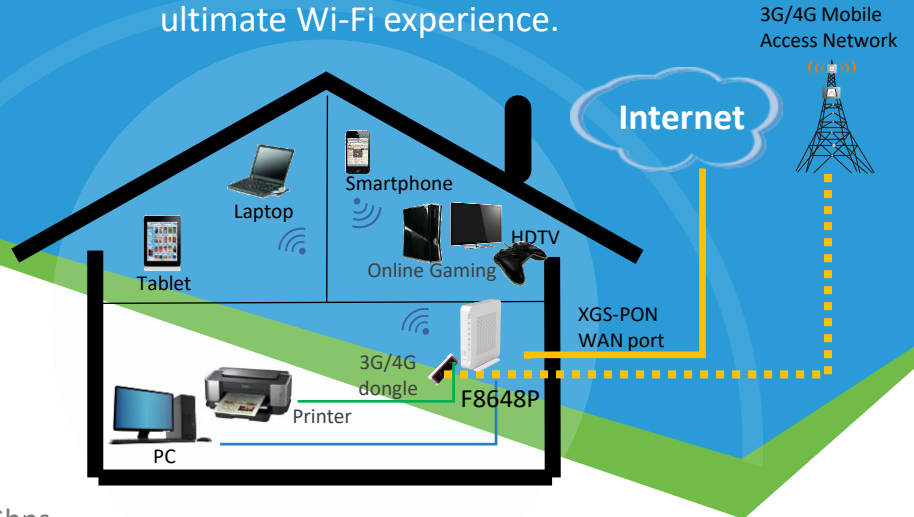 ultimate Wi-Fi experience.
3G/4G Mobile
Access Network
Internet
Smartphone
Laptop
HDTV
Online Gaming
Tablet
XGS-PON
WAN port
3G/4G
dongle
F8648P
Printer
PC